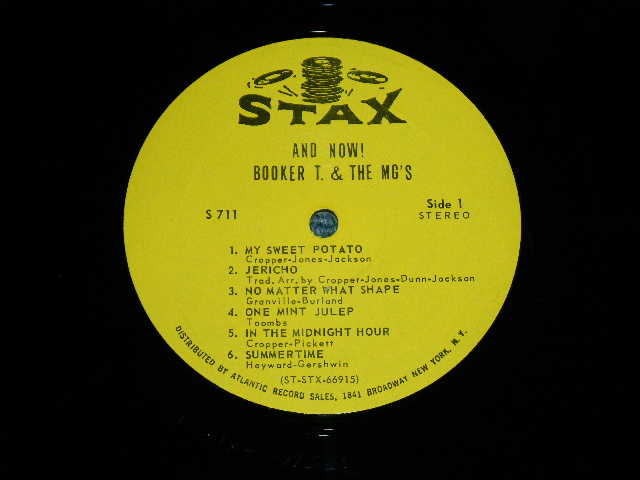 STAX
AND NOW!
BOOKER T. & THE MG'S
S 711
Side 1
STEREO
1. MY SWEET POTATO
Cropper-Jones-Jackson
2. JERICHO
Trad. Arr. by Cropper-Jones-Dunn-Jackson
3. NO MATTER WHAT SHAPE
Granville-Burland
4. ONE MINT JULEP
Toombs
5. IN THE MIDNIGHT HOUR
Cropper-Pickett
6. SUMMERTIME
Heyward-Gershwin
(ST-STX-66915)
DISTRIBUTED BY ATLANTIC RECORD SALES, 1841 BROADWAY NEW YORK, N.Y.